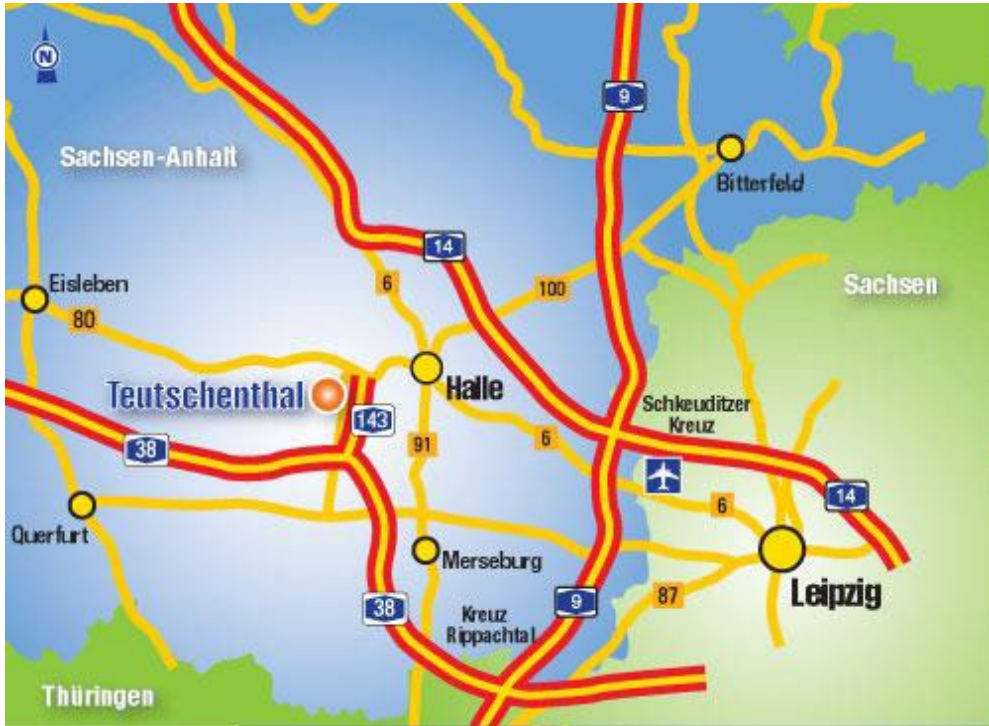 N
9
Sachsen-Anhalt
Bitterfeld
14
6
100
Eisleben
Sachsen
80
Teutschenthal
Halle
143
Schkeuditzer
Kreuz
38
91
6
14
6
Querfurt
Merseburg
Leipzig
38
9
87
Kreuz
Rippachtal
Thüringen